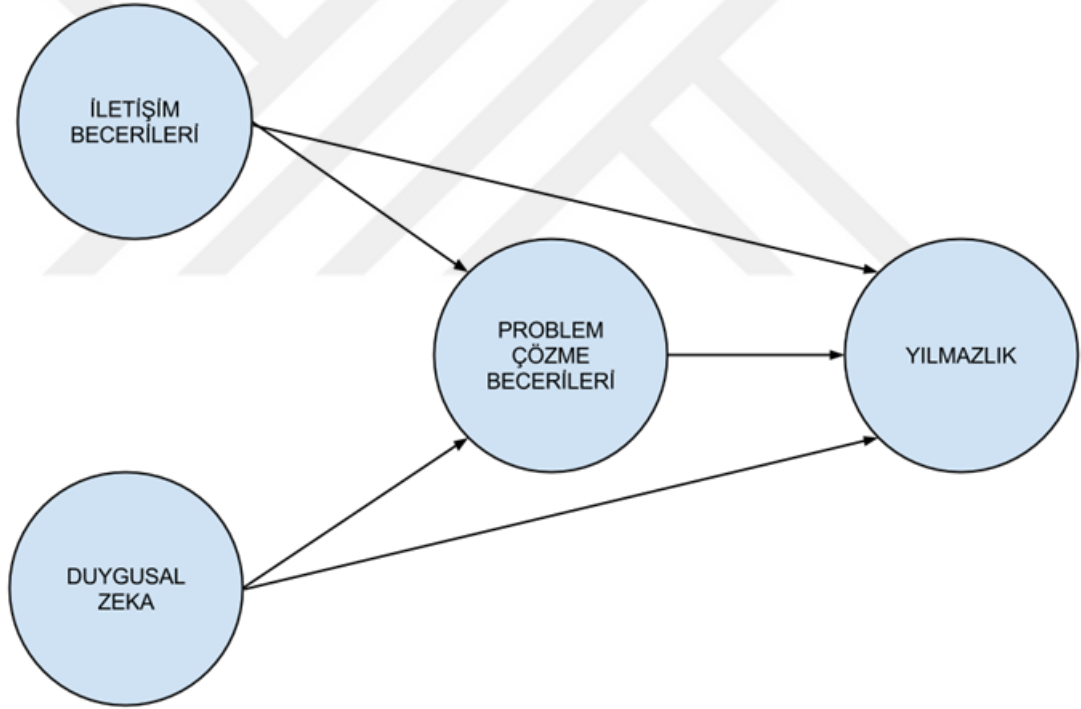 İLETİŞİM
BECERİLERİ
PROBLEM
ÇÖZME
BECERİLERİ
YILMAZLIK
DUYGUSAL
ZEKA